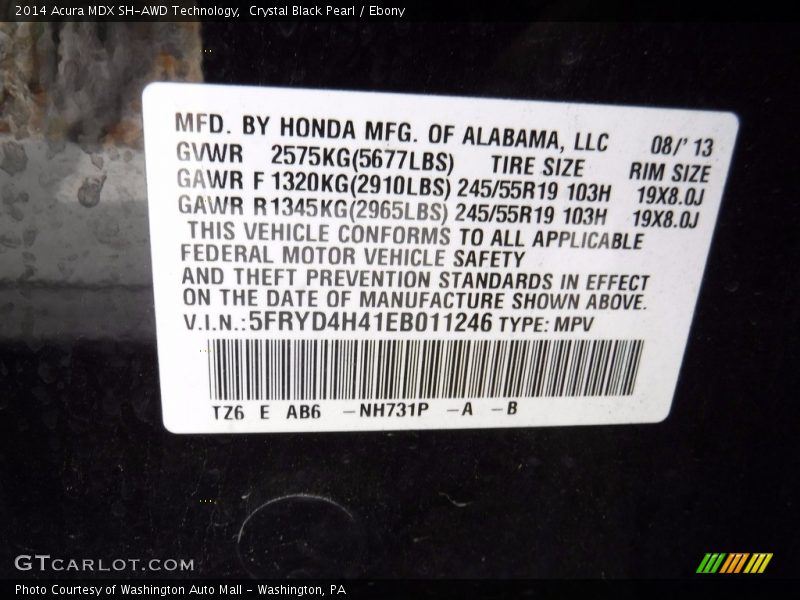 2014 Acura MDX SH-AWD Technology,  Crystal Black Pearl / Ebony
MFD. BY HONDA MFG. OF ALABAMA, LLC 08/' 13
GVWR 2575KG(5677LBS) TIRE SIZE RIM SIZE
GAWR F 1320KG(2910LBS) 245/55R19 103H 19X8.0J
GAWR R1345KG(2965LBS) 245/55R19 103H 19X8.0J
THIS VEHICLE CONFORMS TO ALL APPLICABLE
FEDERAL MOTOR VEHICLE SAFETY
AND THEFT PREVENTION STANDARDS IN EFFECT
ON THE DATE OF MANUFACTURE SHOWN ABOVE.
V.I.N.:5FRYD4H41EB011246 TYPE: MPV
TZ6 E AB6 -NH731P -A -B
GTCARLOT.COM
Photo Courtesy of Washington Auto Mall - Washington, PA